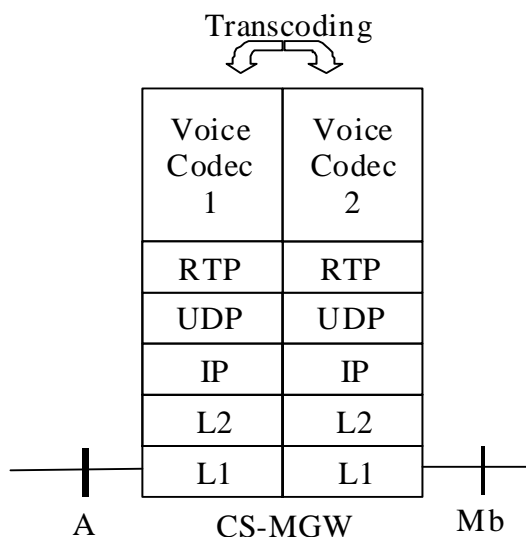 Transcoding
Voice Codec 1
Voice Codec 2
RTP RTP
UDP UDP
IP IP
L2 L2
L1 L1
A CS-MGW Mb